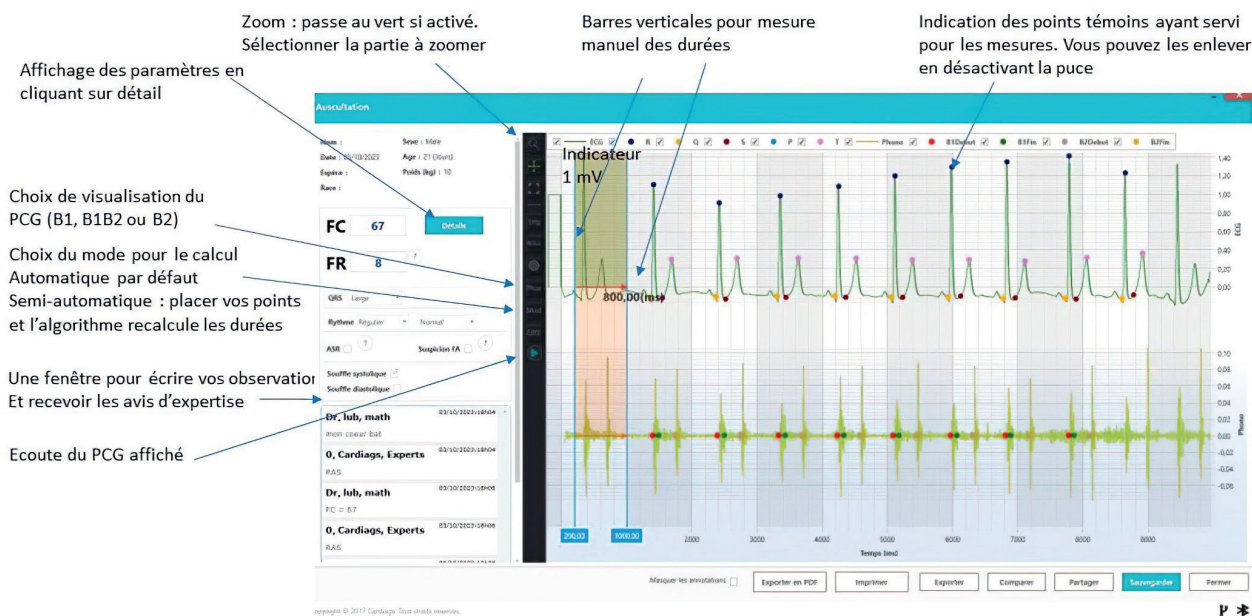 Zoom : passe au vert si activé.
Sélectionner la partie à zoomer
Barres verticales pour mesure
manuel des durées
Indication des points témoins ayant servi
pour les mesures. Vous pouvez les enlever
en désactivant la puce
Affichage des paramètres en
cliquant sur détail
Choix de visualisation du
PCG (B1, B1B2 ou B2)
Choix du mode pour le calcul
Automatique par défaut
Semi-automatique : placer vos points
et l’algorithme recalcule les durées
Une fenêtre pour écrire vos observation
Et recevoir les avis d’expertise
Ecoute du PCG affiché
Auscultation
Sexe : Male
Age : 21 (Jours)
Espèce :
Poids (kg) : 10
Race :
FC 67 Détails
FR 8 ?
QRS Large
Rythme Régulier Normal
ASR ? Suspicion FA ?
Souffle systolique
Souffle diastolique
Dr, lub, math
mon coeur bat
0, Cardiags, Experts
RAS
Dr, lub, math
FC = 67
0, Cardiags, Experts
RAS
ECG R Q S P T Phono B1Debut B1Fin B2Debut B2Fin
Indicateur
1 mV
800,00(ms)
1,40
1,20
1,00
0,80
0,60
0,40
0,20
0,00
ECG
0,10
0,08
0,06
0,04
0,02
0,00
-0,02
-0,04
-0,06
Phono
1000,00 2000 3000 4000 5000 6000 7000 8000 9000
Temps (ms)
Masquer les annotations Exporter en PDF Imprimer Exporter Comparer Partager Sauvegarder Fermer
Copyright © 2017 Cardiags. Tous droits réservés.